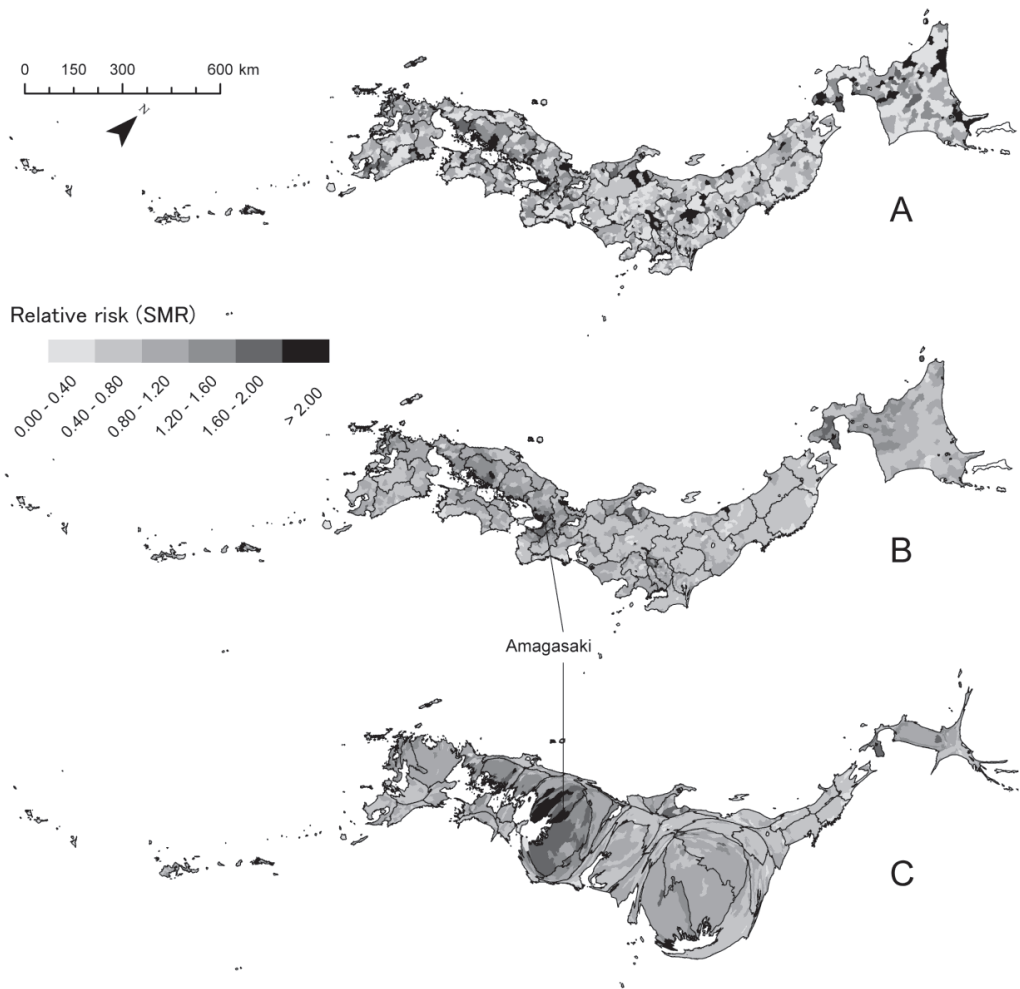 0 150 300 600 km
N
A
Relative risk (SMR)
0.00 - 0.40
0.40 - 0.80
0.80 - 1.20
1.20 - 1.60
1.60 - 2.00
> 2.00
B
Amagasaki
C